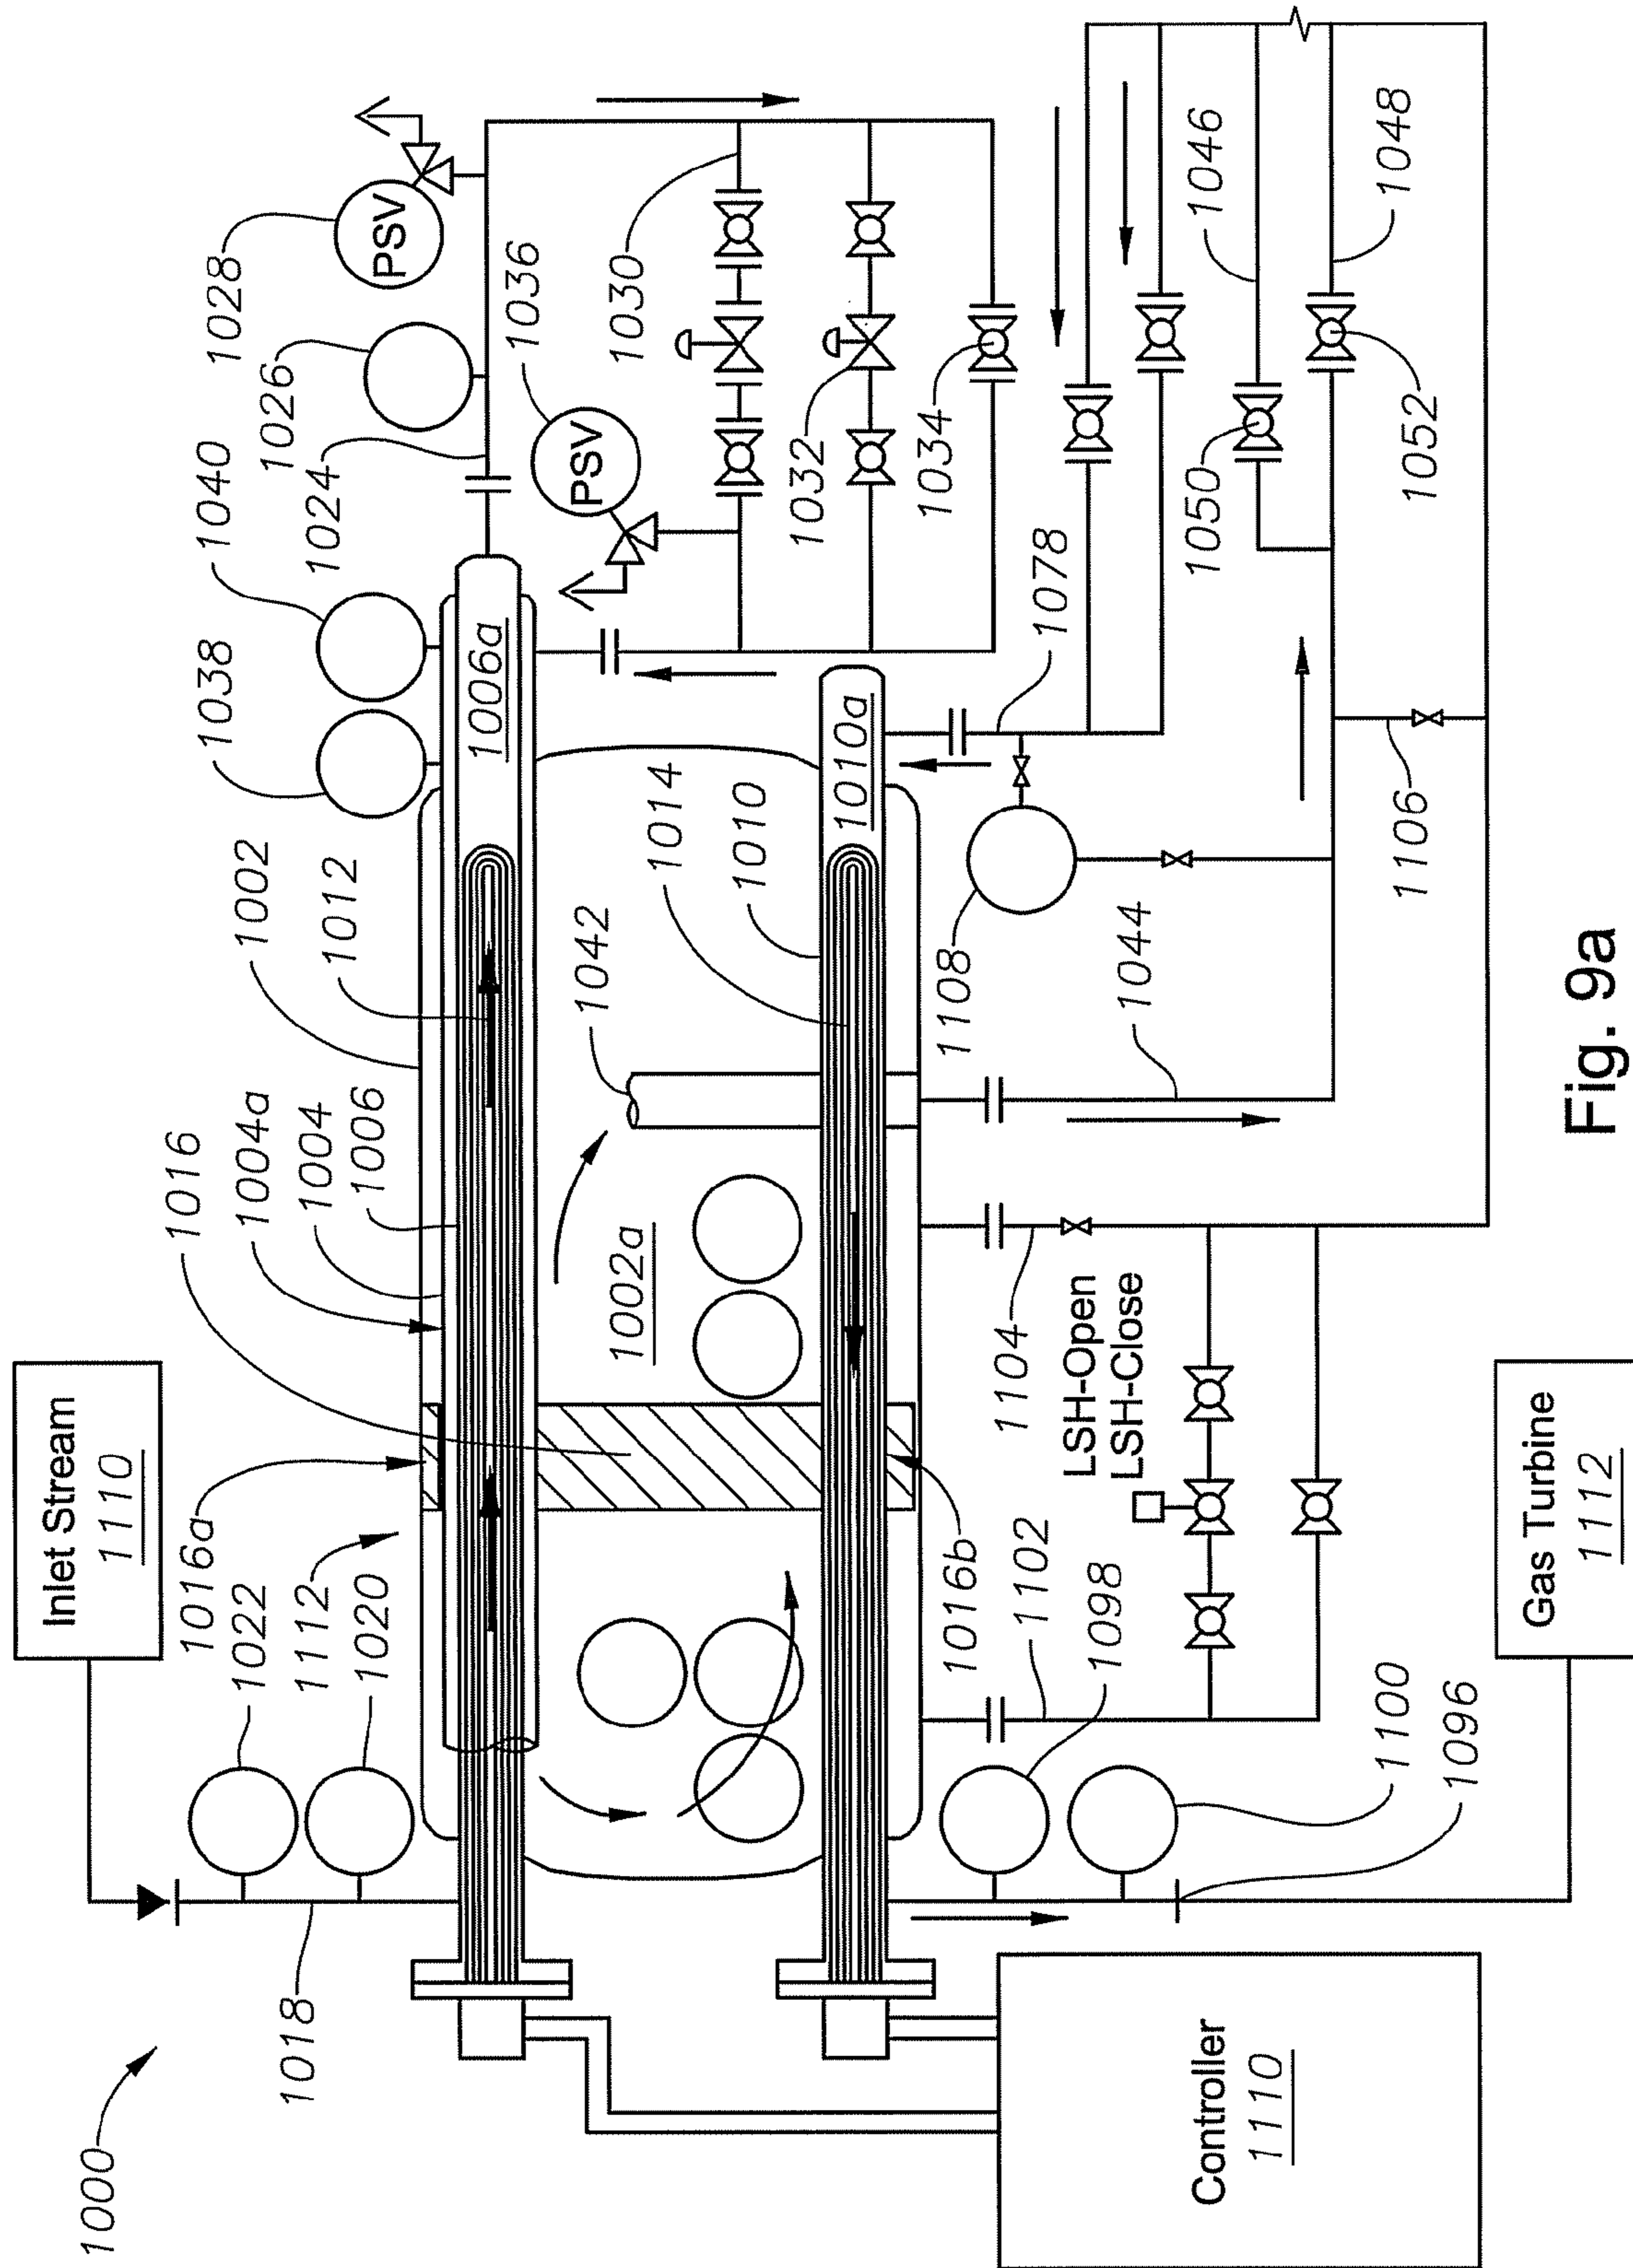 1000
Inlet Stream
1110
1018
1022
1020
1112
1016a
1016
1004a
1004
1006
1012
1002
1038
1040
1024
1026
1028
PSV
1036
PSV
1030
1032
1034
1006a
1002a
1042
1014
1010
1010a
1078
1046
1048
1050
1052
1108
1044
1106
1104
LSH-Open
LSH-Close
1016b
1098
1102
1100
1096
Controller
1110
Gas Turbine
1112
Fig. 9a